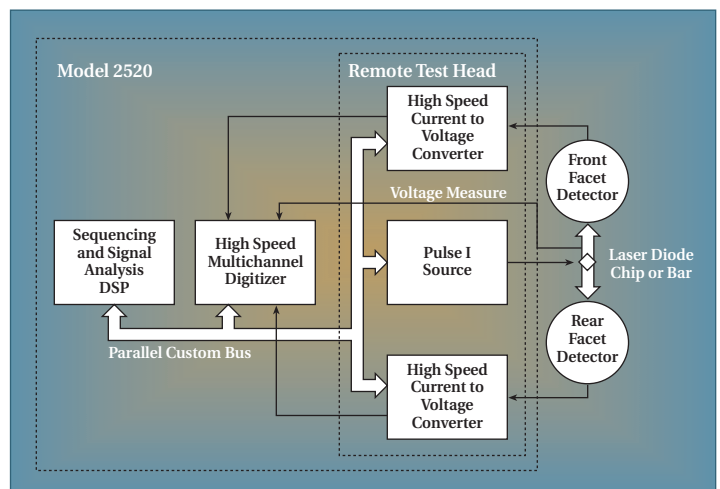 Model 2520
Remote Test Head
High Speed
Current to
Voltage
Converter
Front
Facet
Detector
Voltage Measure
Sequencing
and Signal
Analysis
DSP
High Speed
Multichannel
Digitizer
Pulse I
Source
Laser Diode
Chip or Bar
Parallel Custom Bus
Rear
Facet
Detector
High Speed
Current to
Voltage
Converter